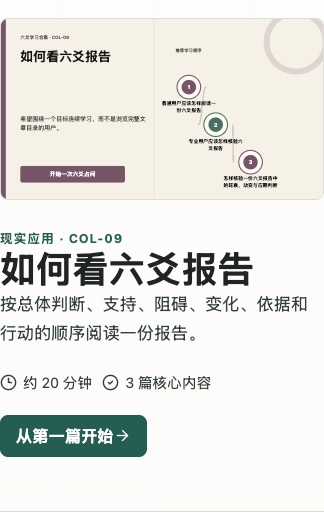 六爻学习合集 · COL-09
如何看六爻报告
希望围绕一个目标连续学习，而不是浏览完整文
章目录的用户。
开始一次六爻占问
推荐学习顺序
1
普通用户应该怎样阅读一
份六爻报告
2
专业用户应该怎样核验六
爻报告
3
怎样核验一份六爻报告中
的旺衰、动变与应期判断
现实应用 · COL-09
如何看六爻报告
按总体判断、支持、阻碍、变化、依据和
行动的顺序阅读一份报告。
约 20 分钟
3 篇核心内容
从第一篇开始→